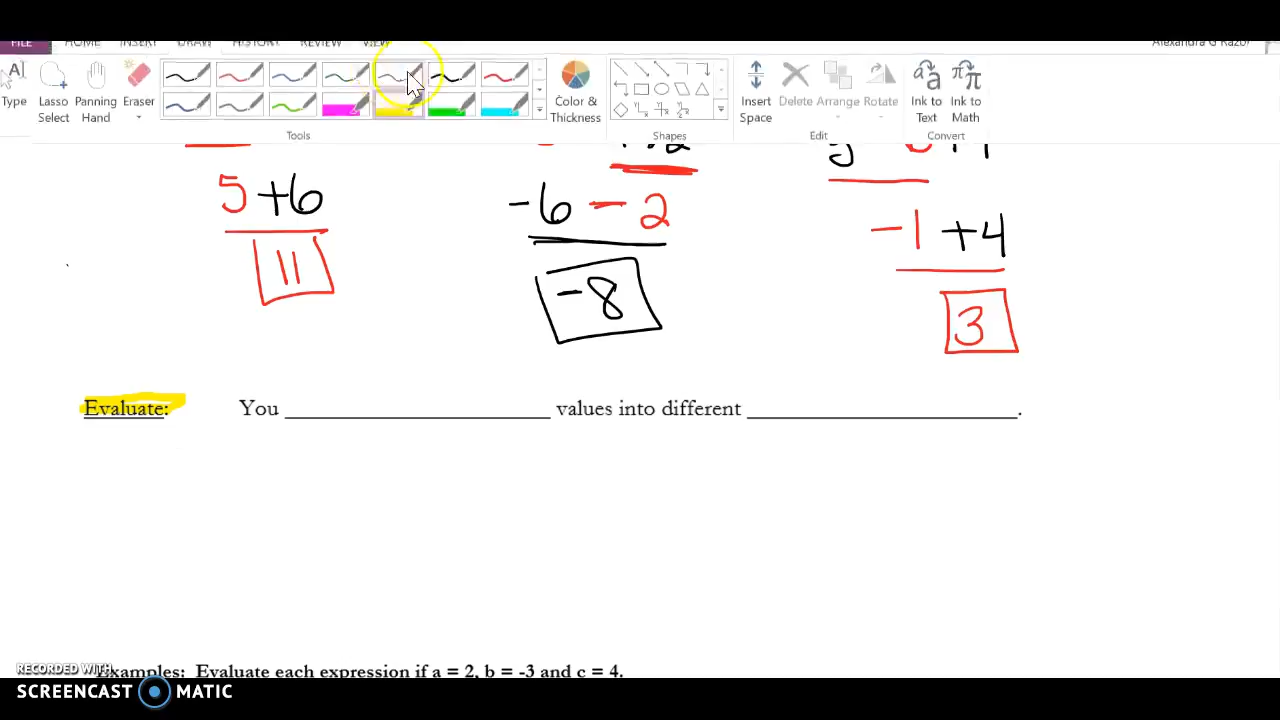 FILE HOME INSERT DRAW HISTORY REVIEW VIEW Alexandra G Razor
Type Lasso Select Panning Hand Eraser Color & Thickness Insert Space Delete Arrange Rotate Ink to Text Ink to Math
Tools Shapes Edit Convert
5 +6 -6 - 2 -1 +4
11 -8 3
Evaluate: You ____________________ values into different ____________________.
RECORDED WITH
Examples: Evaluate each expression if a = 2, b = -3 and c = 4.
SCREENCAST MATIC